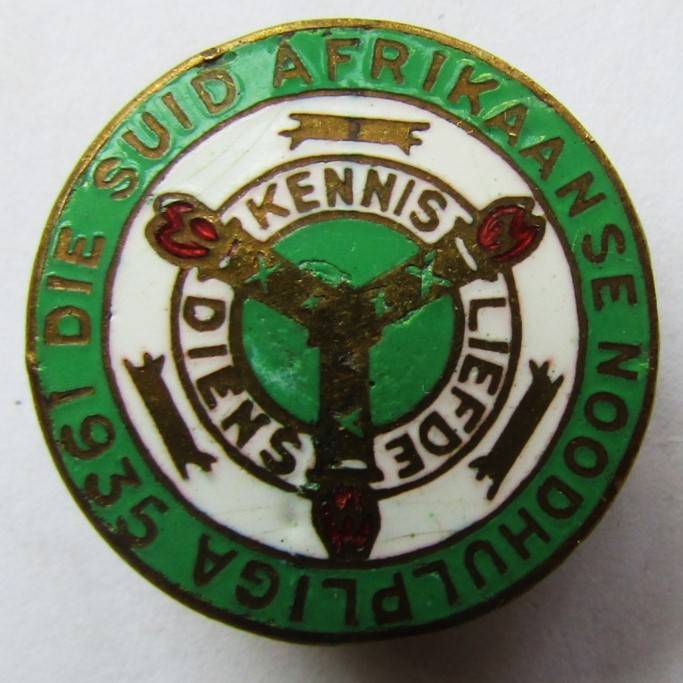 DIE SUID AFRIKAANSE NOODHULPLIGA 1935
KENNIS
LIEFDE
DIENS